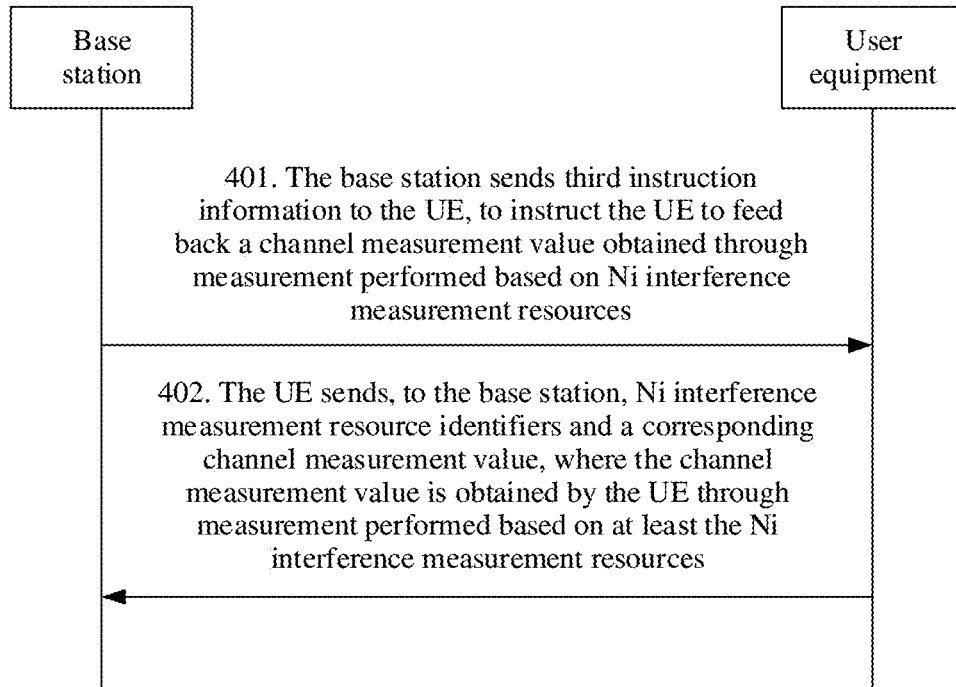 Base
station
User
equipment
401. The base station sends third instruction
information to the UE, to instruct the UE to feed
back a channel measurement value obtained through
measurement performed based on Ni interference
measurement resources
402. The UE sends, to the base station, Ni interference
measurement resource identifiers and a corresponding
channel measurement value, where the channel
measurement value is obtained by the UE through
measurement performed based on at least the Ni
interference measurement resources